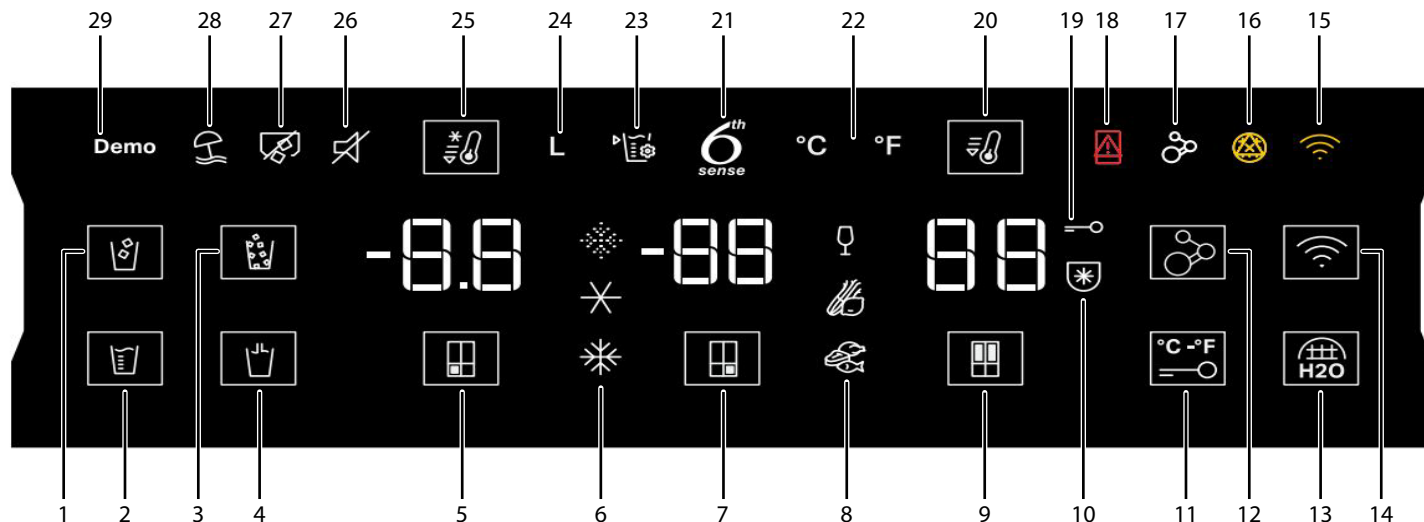 29 28 27 26 25 24 23 21 22 20 19 18 17 16 15
Demo L 6th sense °C °F
-8.8 -88 88
°C -°F
H2O
1 2 3 4 5 6 7 8 9 10 11 12 13 14